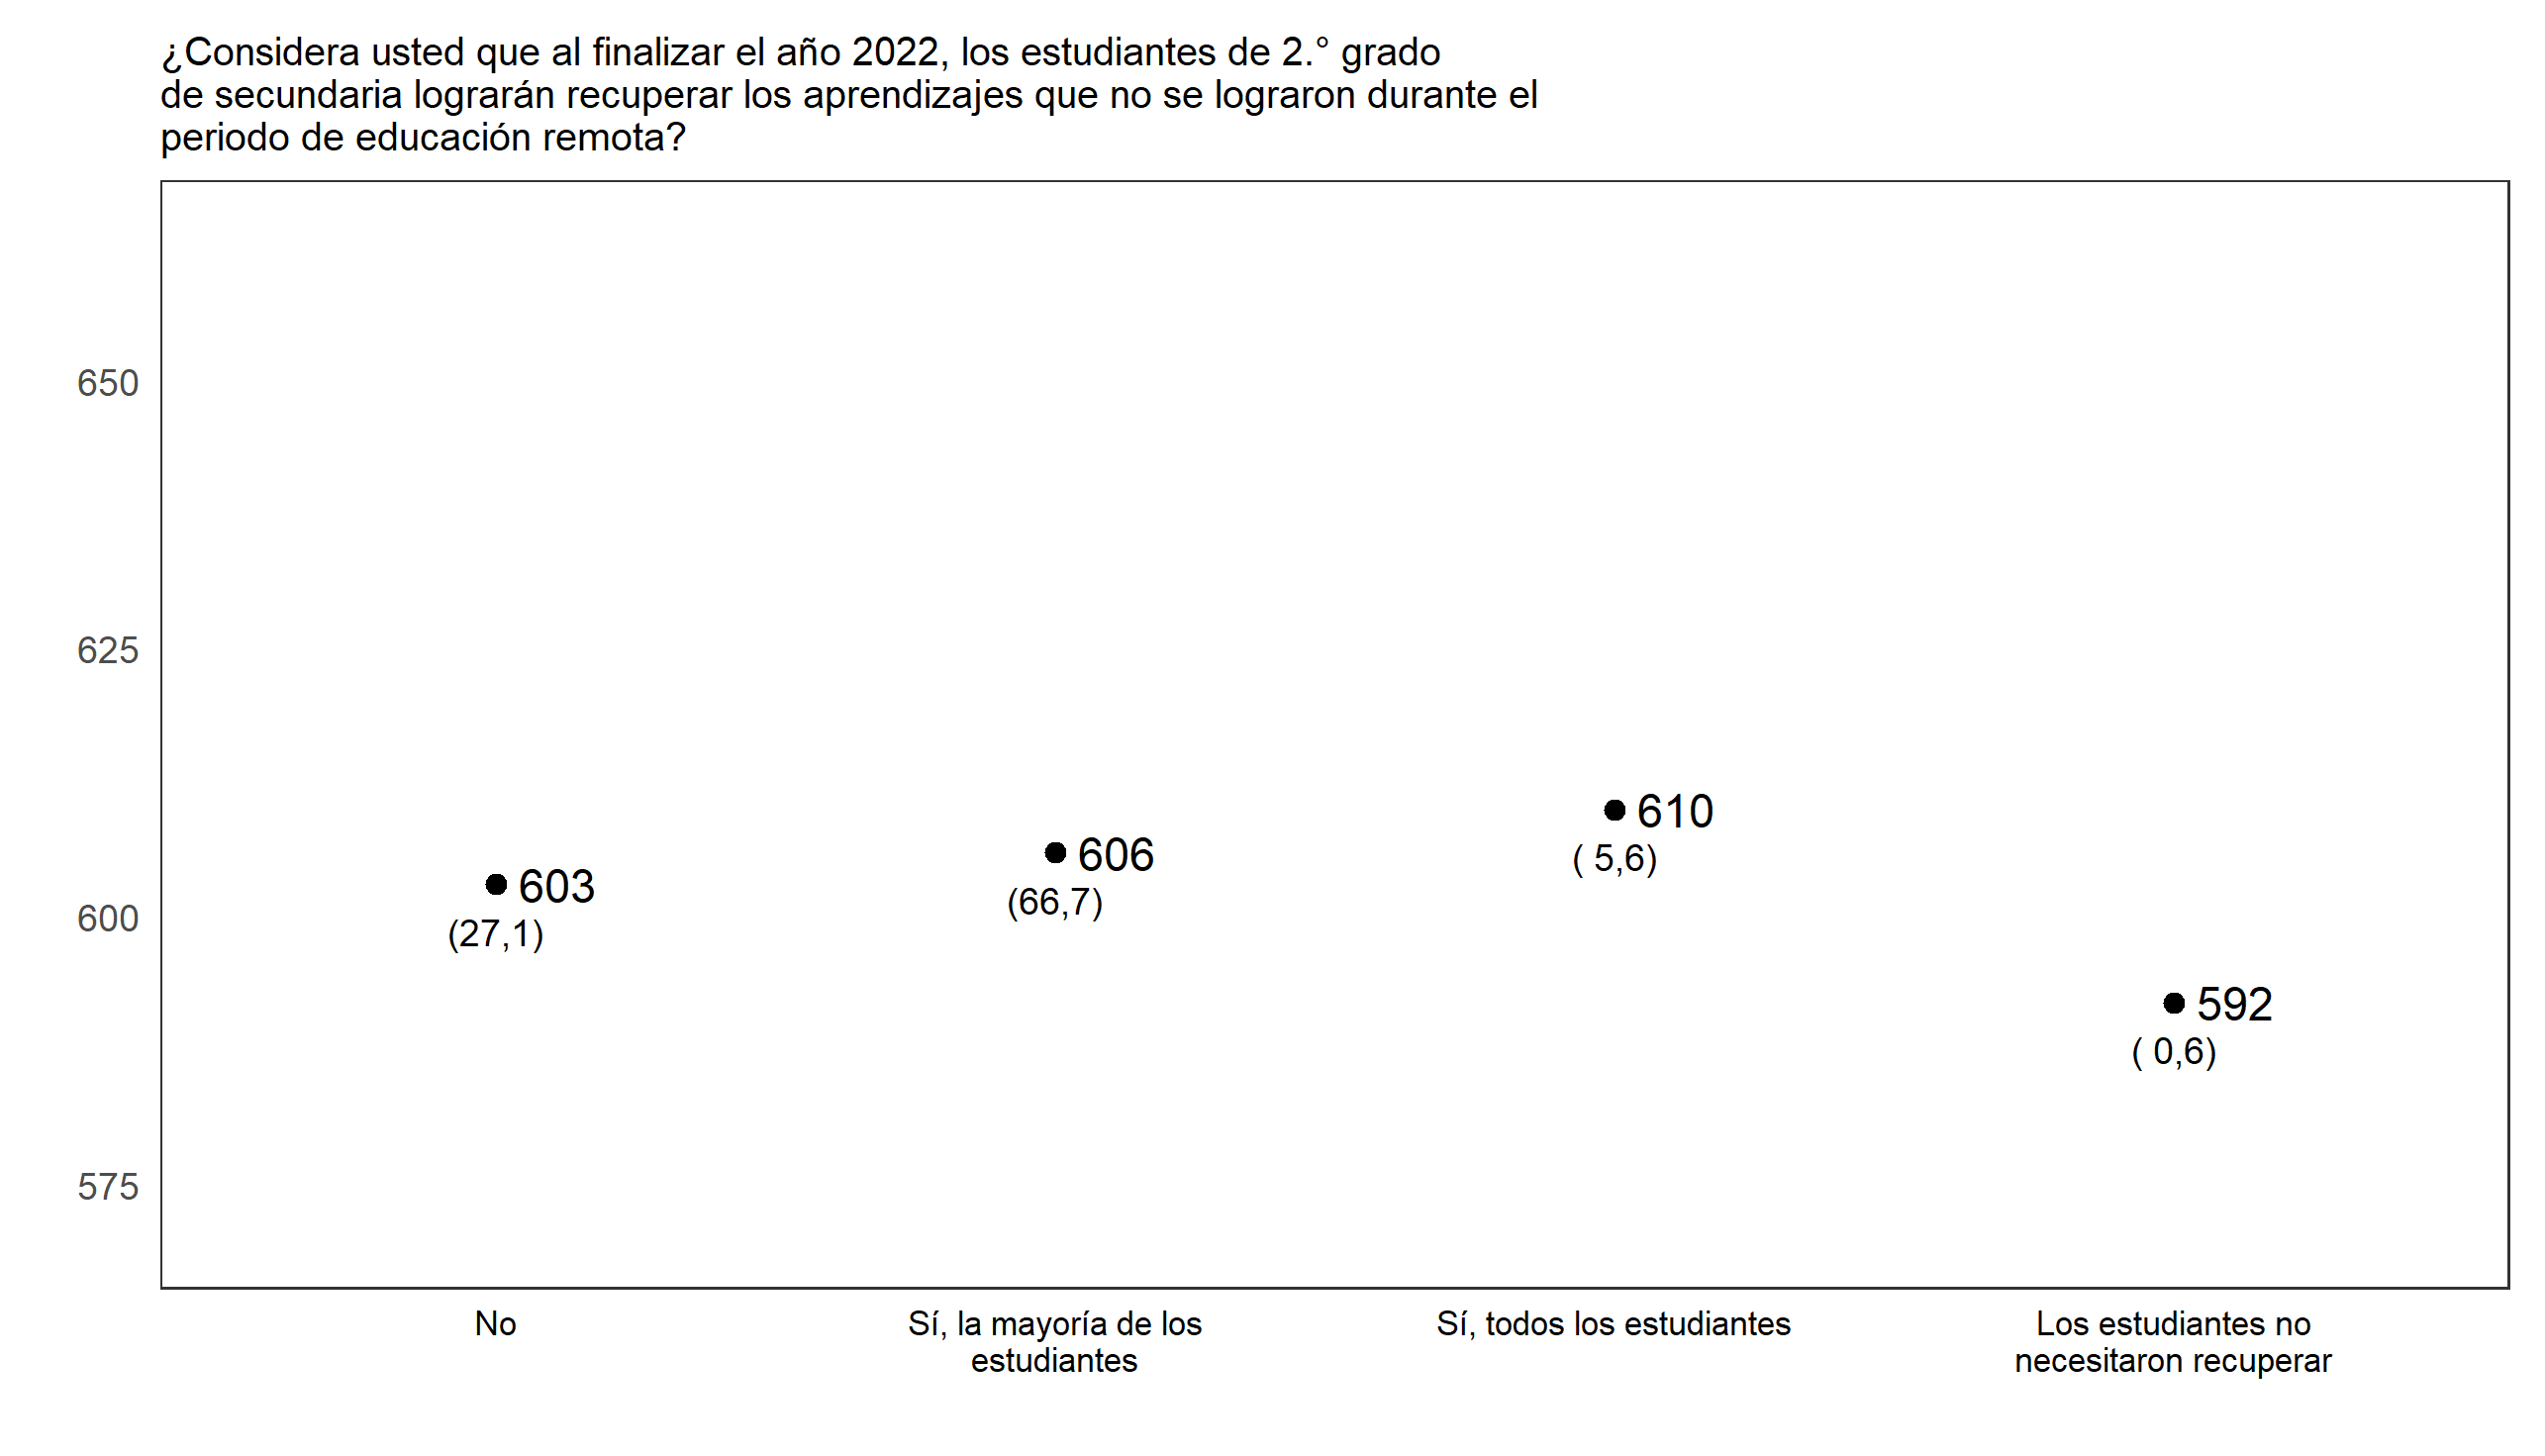 ¿Considera usted que al finalizar el año 2022, los estudiantes de 2.° grado
de secundaria lograrán recuperar los aprendizajes que no se lograron durante el
periodo de educación remota?
650
625
600
575
603
(27,1)
606
(66,7)
610
( 5,6)
592
( 0,6)
No
Sí, la mayoría de los
estudiantes
Sí, todos los estudiantes
Los estudiantes no
necesitaron recuperar